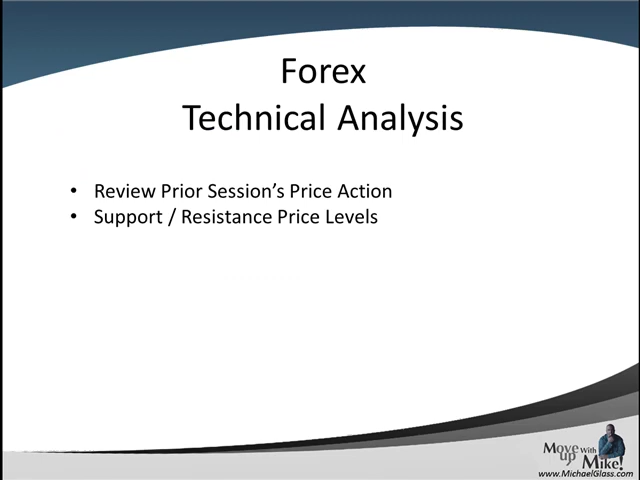 Forex
Technical Analysis
• Review Prior Session's Price Action
• Support / Resistance Price Levels
Move up With Mike!
www.MichaelGlass.com